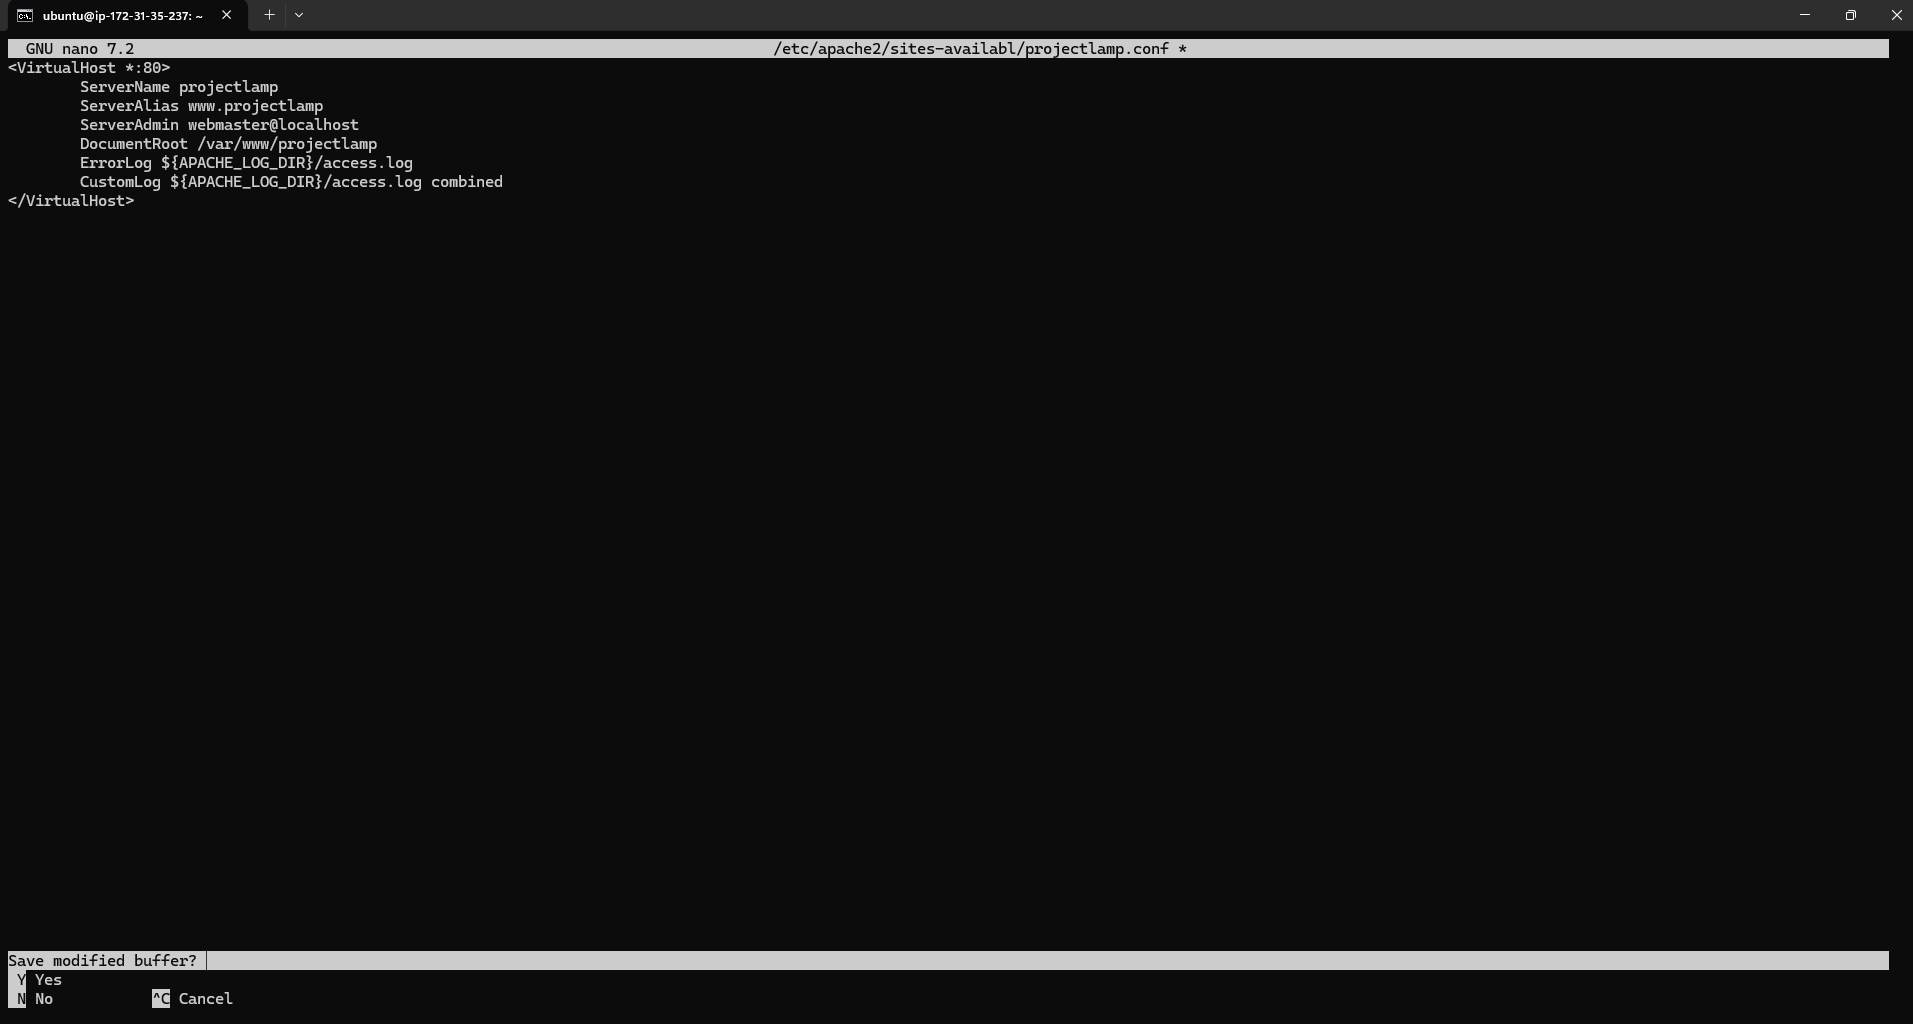 ubuntu@ip-172-31-35-237: ~
GNU nano 7.2 /etc/apache2/sites-availabl/projectlamp.conf *
<VirtualHost *:80>
ServerName projectlamp
ServerAlias www.projectlamp
ServerAdmin webmaster@localhost
DocumentRoot /var/www/projectlamp
ErrorLog ${APACHE_LOG_DIR}/access.log
CustomLog ${APACHE_LOG_DIR}/access.log combined
</VirtualHost>
Save modified buffer?
Y Yes
N No ^C Cancel